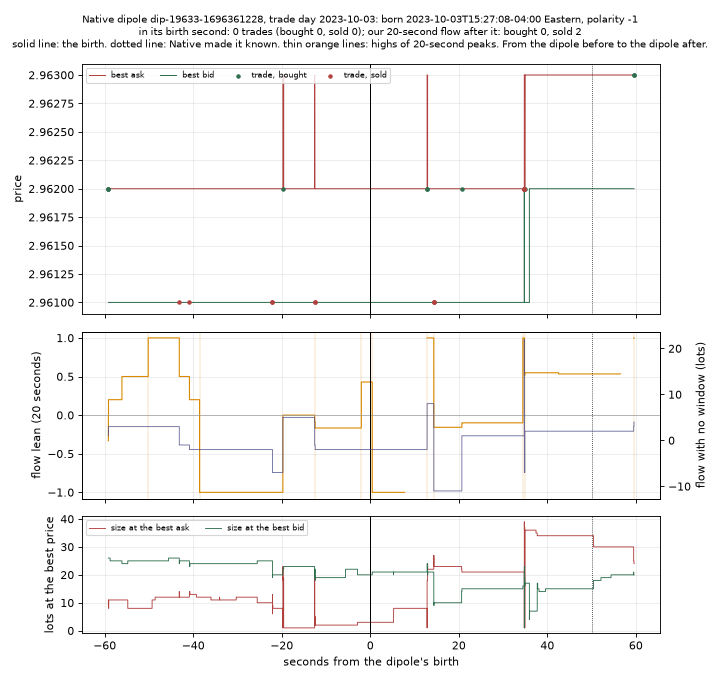 Native dipole dip-19633-1696361228, trade day 2023-10-03: born 2023-10-03T15:27:08-04:00 Eastern, polarity -1
in its birth second: 0 trades (bought 0, sold 0); our 20-second flow after it: bought 0, sold 2
solid line: the birth. dotted line: Native made it known. thin orange lines: highs of 20-second peaks. From the dipole before to the dipole after.
best ask
best bid
trade, bought
trade, sold
2.96300
2.96275
2.96250
2.96225
2.96200
2.96175
2.96150
2.96125
2.96100
price
1.0
0.5
0.0
−0.5
−1.0
flow lean (20 seconds)
20
10
0
−10
flow with no window (lots)
size at the best ask
size at the best bid
40
30
20
10
0
lots at the best price
−60
−40
−20
0
20
40
60
seconds from the dipole's birth